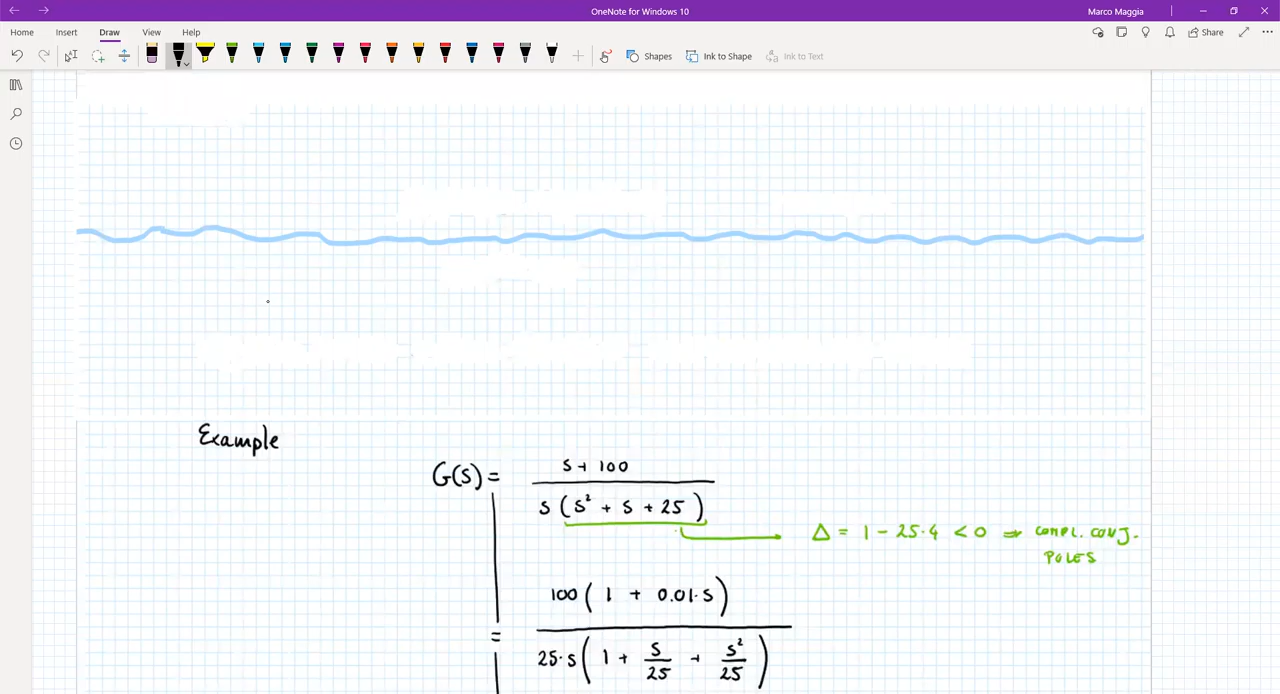 OneNote for Windows 10
Marco Maggia
Home Insert Draw View Help
Share
Shapes Ink to Shape Ink to Text
Example
G(s) = s + 100
s (s² + s + 25)
Δ = 1 - 25·4 < 0 ⇒ COMPL. CONJ.
POLES
100 ( 1 + 0.01·s )
=
25·s ( 1 + s/25 + s²/25 )